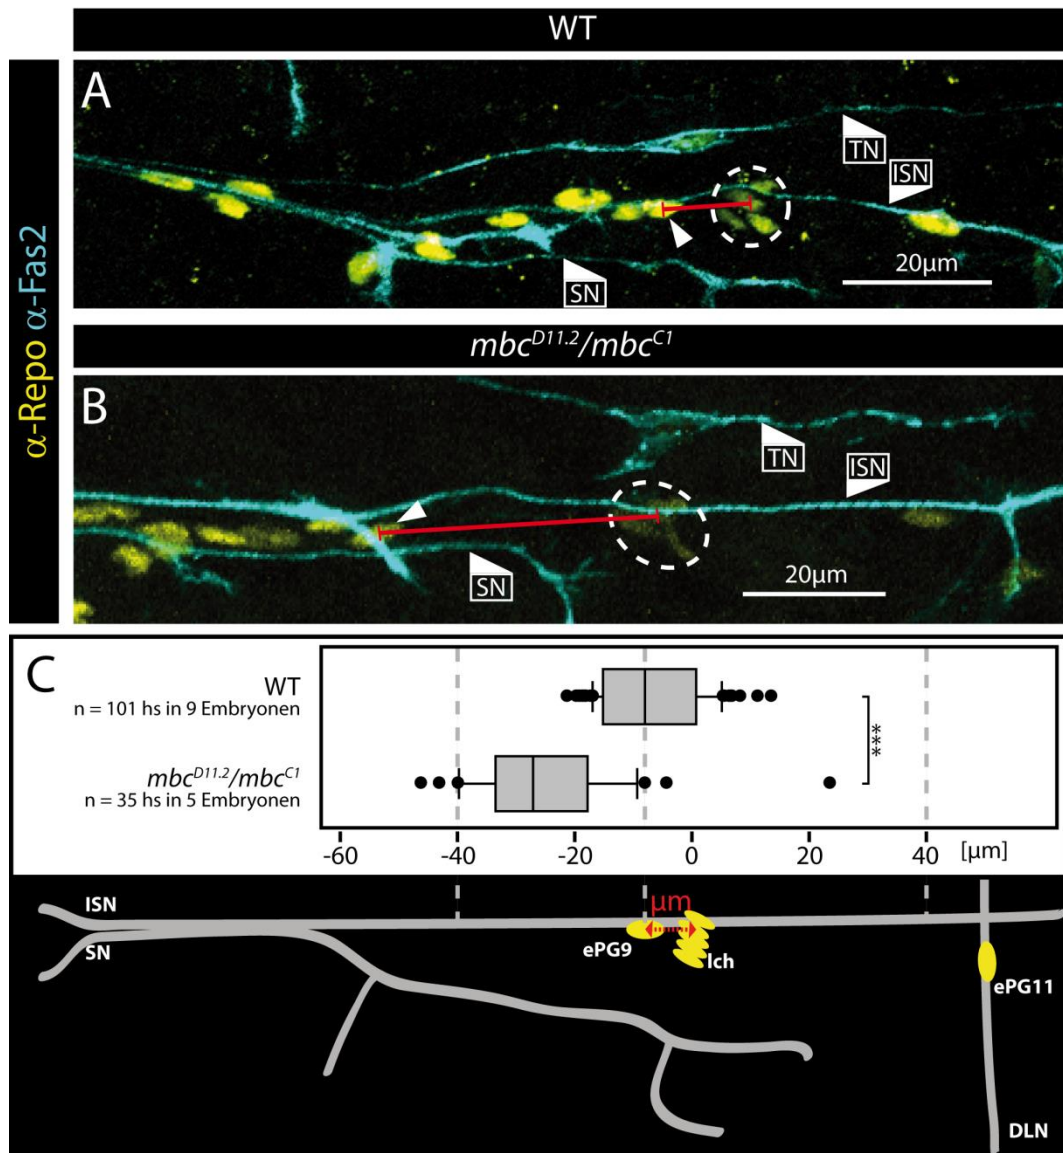 WT
α-Repo α-Fas2
A
TN
ISN
SN
20μm
mbcD11.2/mbcC1
B
TN
ISN
SN
20μm
C
WT
n = 101 hs in 9 Embryonen
mbcD11.2/mbcC1
n = 35 hs in 5 Embryonen
***
-60 -40 -20 0 20 40 [μm]
ISN
SN
μm
ePG9
lch
ePG11
DLN